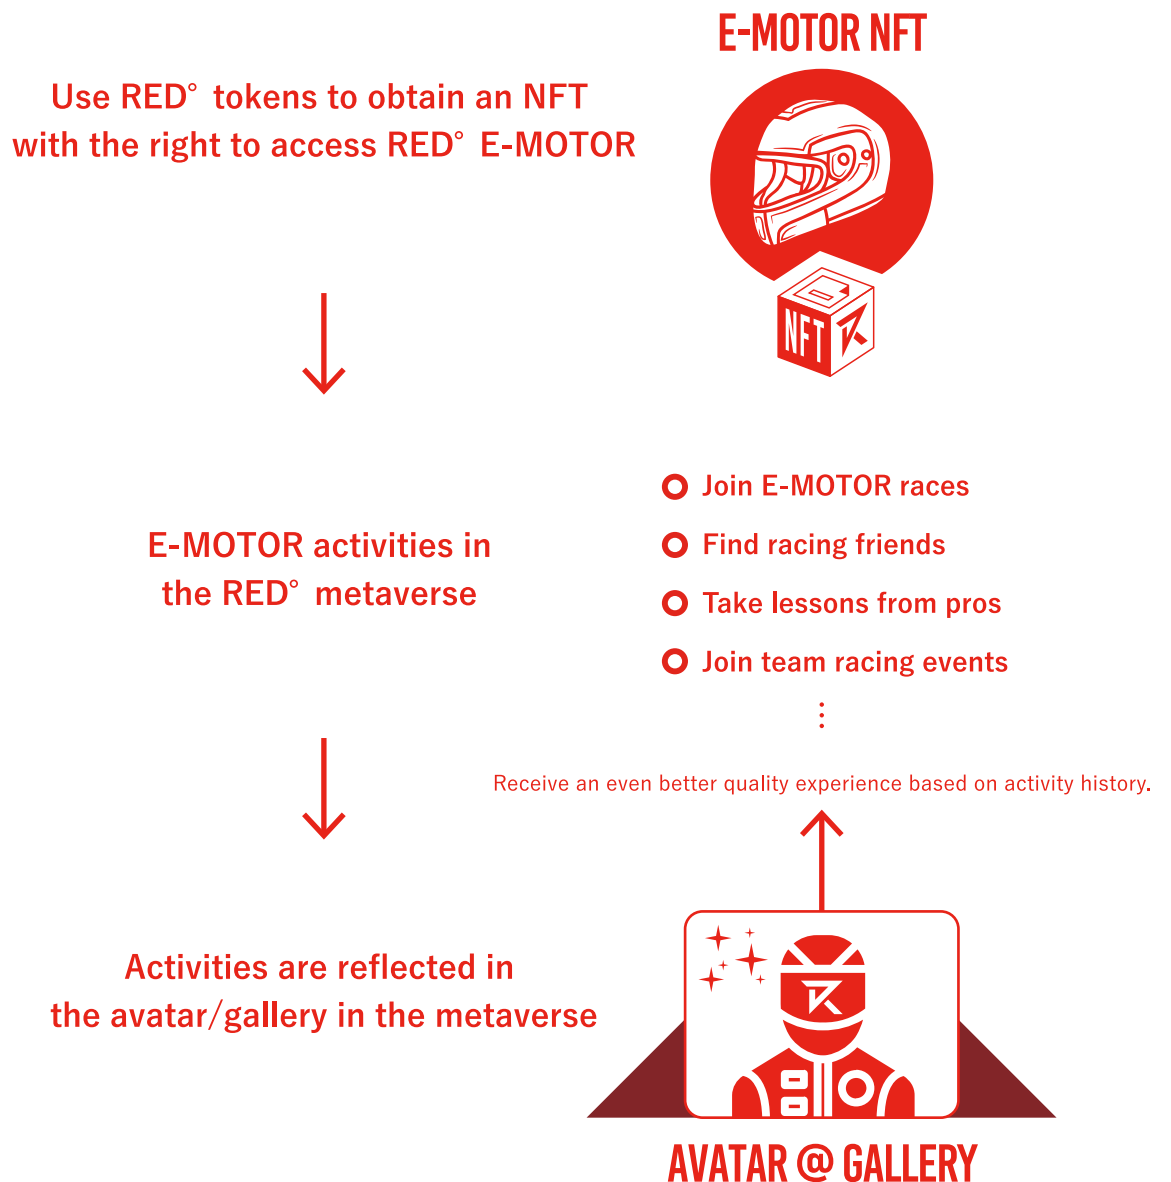 E-MOTOR NFT
Use RED° tokens to obtain an NFT
with the right to access RED° E-MOTOR
NFT
E-MOTOR activities in
the RED° metaverse
Join E-MOTOR races
Find racing friends
Take lessons from pros
Join team racing events
⋮
Receive an even better quality experience based on activity history.
Activities are reflected in
the avatar/gallery in the metaverse
AVATAR @ GALLERY